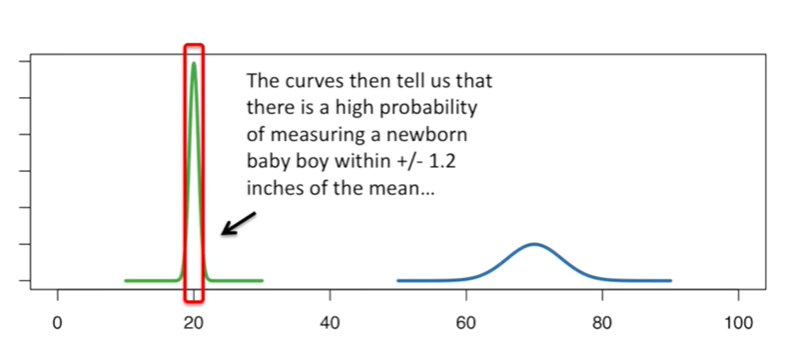 The curves then tell us that
there is a high probability
of measuring a newborn
baby boy within +/- 1.2
inches of the mean...
0 20 40 60 80 100